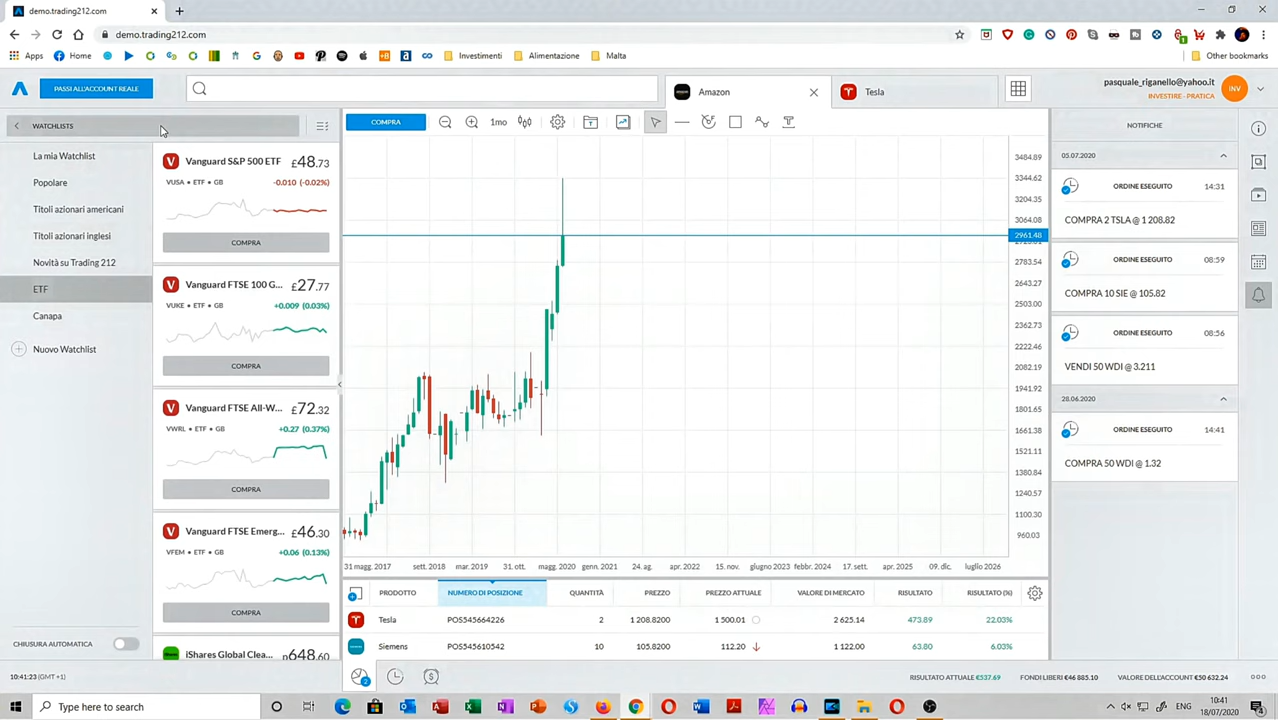 demo.trading212.com
demo.trading212.com
Apps
Home
Investimenti
Alimentazione
Malta
Other bookmarks
PASSI ALL'ACCOUNT REALE
Amazon
Tesla
pasquale_riganello@yahoo.it
INVESTIRE - PRATICA
INV
WATCHLISTS
La mia Watchlist
Popolare
Titoli azionari americani
Titoli azionari inglesi
Novità su Trading 212
ETF
Canapa
Nuovo Watchlist
CHIUSURA AUTOMATICA
Vanguard S&P 500 ETF £48.73
VUSA • ETF • GB -0.010 (-0.02%)
COMPRA
Vanguard FTSE 100 G... £27.77
VUKE • ETF • GB +0.009 (0.03%)
COMPRA
Vanguard FTSE All-W... £72.32
VWRL • ETF • GB +0.27 (0.37%)
COMPRA
Vanguard FTSE Emerg... £46.30
VFEM • ETF • GB +0.06 (0.13%)
COMPRA
iShares Global Clea... p648.60
COMPRA
1mo
3484.89
3344.62
3204.35
3064.08
2961.48
2783.54
2643.27
2503.00
2362.73
2222.46
2082.19
1941.92
1801.65
1661.38
1521.11
1380.84
1240.57
1100.30
960.03
31 magg. 2017 sett. 2018 mar. 2019 31. ott. magg. 2020 genn. 2021 24. ag. apr. 2022 15. nov. giugno 2023 febbr. 2024 17. sett. apr. 2025 09. dic. luglio 2026
PRODOTTO NUMERO DI POSIZIONE QUANTITÀ PREZZO PREZZO ATTUALE VALORE DI MERCATO RISULTATO RISULTATO (%)
Tesla POS545664226 2 1 208.8200 1 500.01 2 625.14 473.89 22.03%
Siemens POS545610542 10 105.8200 112.20 1 122.00 63.80 6.03%
NOTIFICHE
05.07.2020
ORDINE ESEGUITO 14:31
COMPRA 2 TSLA @ 1 208.82
ORDINE ESEGUITO 08:59
COMPRA 10 SIE @ 105.82
ORDINE ESEGUITO 08:56
VENDI 50 WDI @ 3.211
28.06.2020
ORDINE ESEGUITO 14:41
COMPRA 50 WDI @ 1.32
10:41:23 (GMT +1)
2
RISULTATO ATTUALE €537.69 FONDI LIBERI €46 885.10 VALORE DELL'ACCOUNT €50 632.24
Type here to search
ENG
10:41
18/07/2020
4